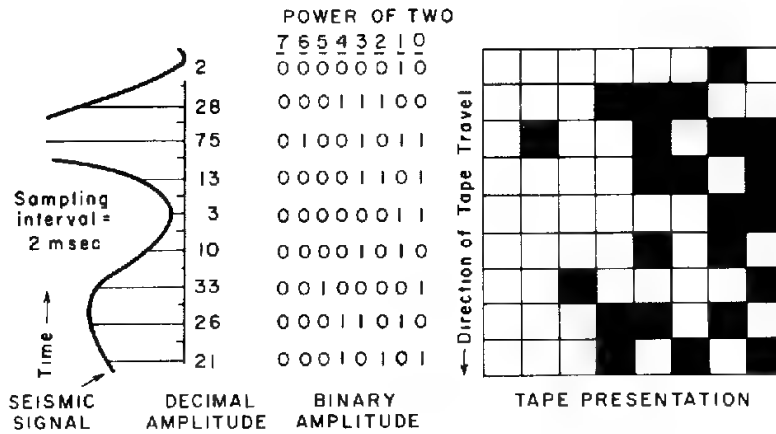 POWER OF TWO
7 6 5 4 3 2 1 0
2 0 0 0 0 0 0 1 0
28 0 0 0 1 1 1 0 0
75 0 1 0 0 1 0 1 1
13 0 0 0 0 1 1 0 1
3 0 0 0 0 0 0 1 1
10 0 0 0 0 1 0 1 0
33 0 0 1 0 0 0 0 1
26 0 0 0 1 1 0 1 0
21 0 0 0 1 0 1 0 1
Sampling
interval =
2 msec
Time →
← Direction of Tape Travel
SEISMIC
SIGNAL
DECIMAL
AMPLITUDE
BINARY
AMPLITUDE
TAPE PRESENTATION